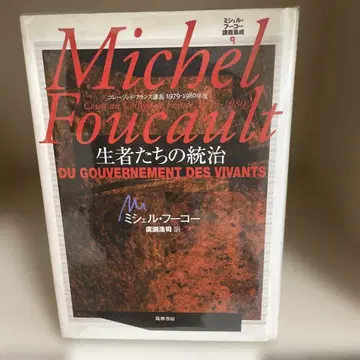 Michel
ミシェル・
フーコー
講義集成
9
コレージュ・ド・フランス講義 1979-1980年度
Foucault
生者たちの統治
DU GOUVERNEMENT DES VIVANTS
ミシェル・フーコー
廣瀬浩司 訳
筑摩書房